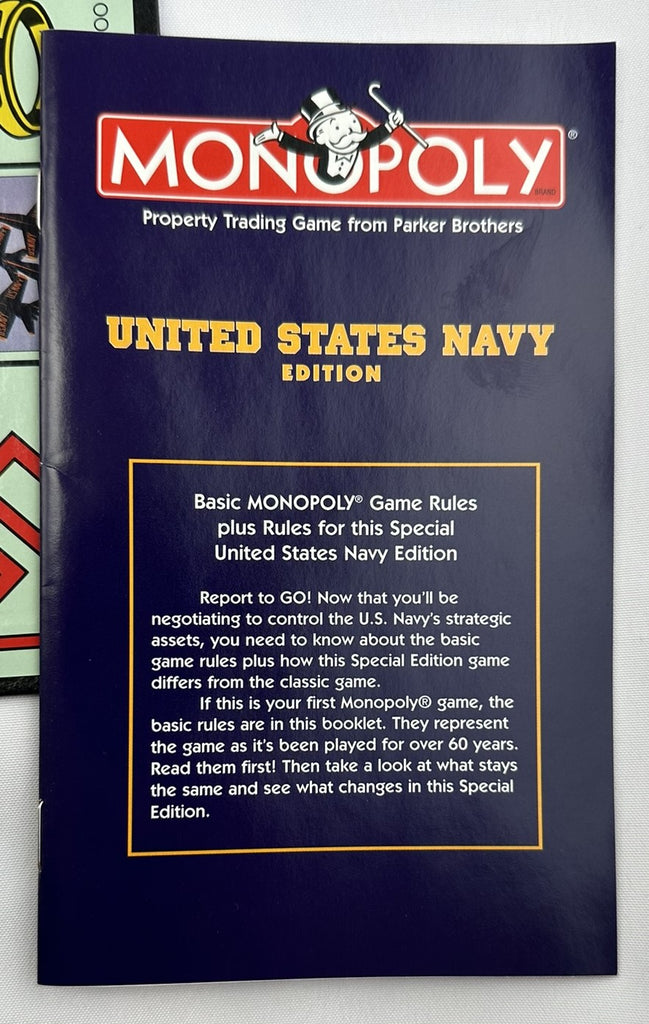 OO
MONOPOLY®
BRAND
Property Trading Game from Parker Brothers
UNITED STATES NAVY
EDITION
Basic MONOPOLY® Game Rules
plus Rules for this Special
United States Navy Edition
Report to GO! Now that you'll be
negotiating to control the U.S. Navy's strategic
assets, you need to know about the basic
game rules plus how this Special Edition game
differs from the classic game.
If this is your first Monopoly® game, the
basic rules are in this booklet. They represent
the game as it's been played for over 60 years.
Read them first! Then take a look at what stays
the same and see what changes in this Special
Edition.